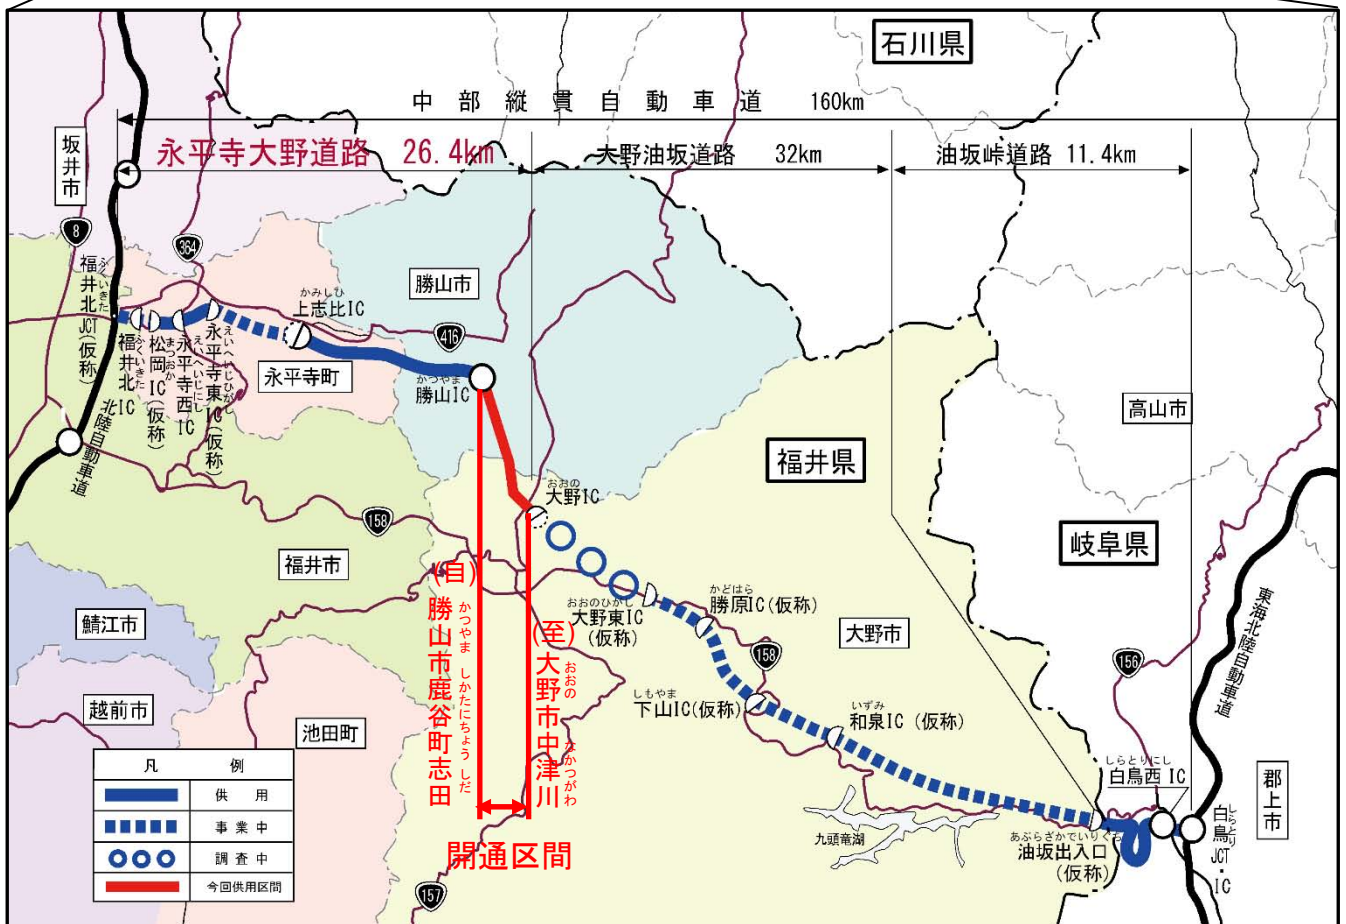 石川県
中部縦貫自動車道 160km
永平寺大野道路 26.4km
大野油坂道路 32km
油坂峠道路 11.4km
坂井市
8
364
ふくいきた
福井北JCT(仮称)
北陸自動車道
ふくいきた
福井北IC
まつおか
松岡IC(仮称)
えいへいじにし
永平寺西IC
えいへいじひがし
永平寺東IC(仮称)
かみしひ
上志比IC
勝山市
416
永平寺町
かつやま
勝山IC
高山市
福井県
おおの
大野IC
158
福井市
岐阜県
鯖江市
越前市
池田町
(自)
かつやま しかたにちょう しだ
勝山市鹿谷町志田
(至)
おおの なかつがわ
大野市中津川
開通区間
おおのひがし
大野東IC
(仮称)
かどはら
勝原IC(仮称)
大野市
158
しもやま
下山IC(仮称)
いずみ
和泉IC(仮称)
156
東海北陸自動車道
しらとりにし
白鳥西IC
郡上市
しらとり
白鳥JCT・IC
九頭竜湖
あぶらざかでいりぐち
油坂出入口
(仮称)
157
凡例
供用
事業中
調査中
今回供用区間